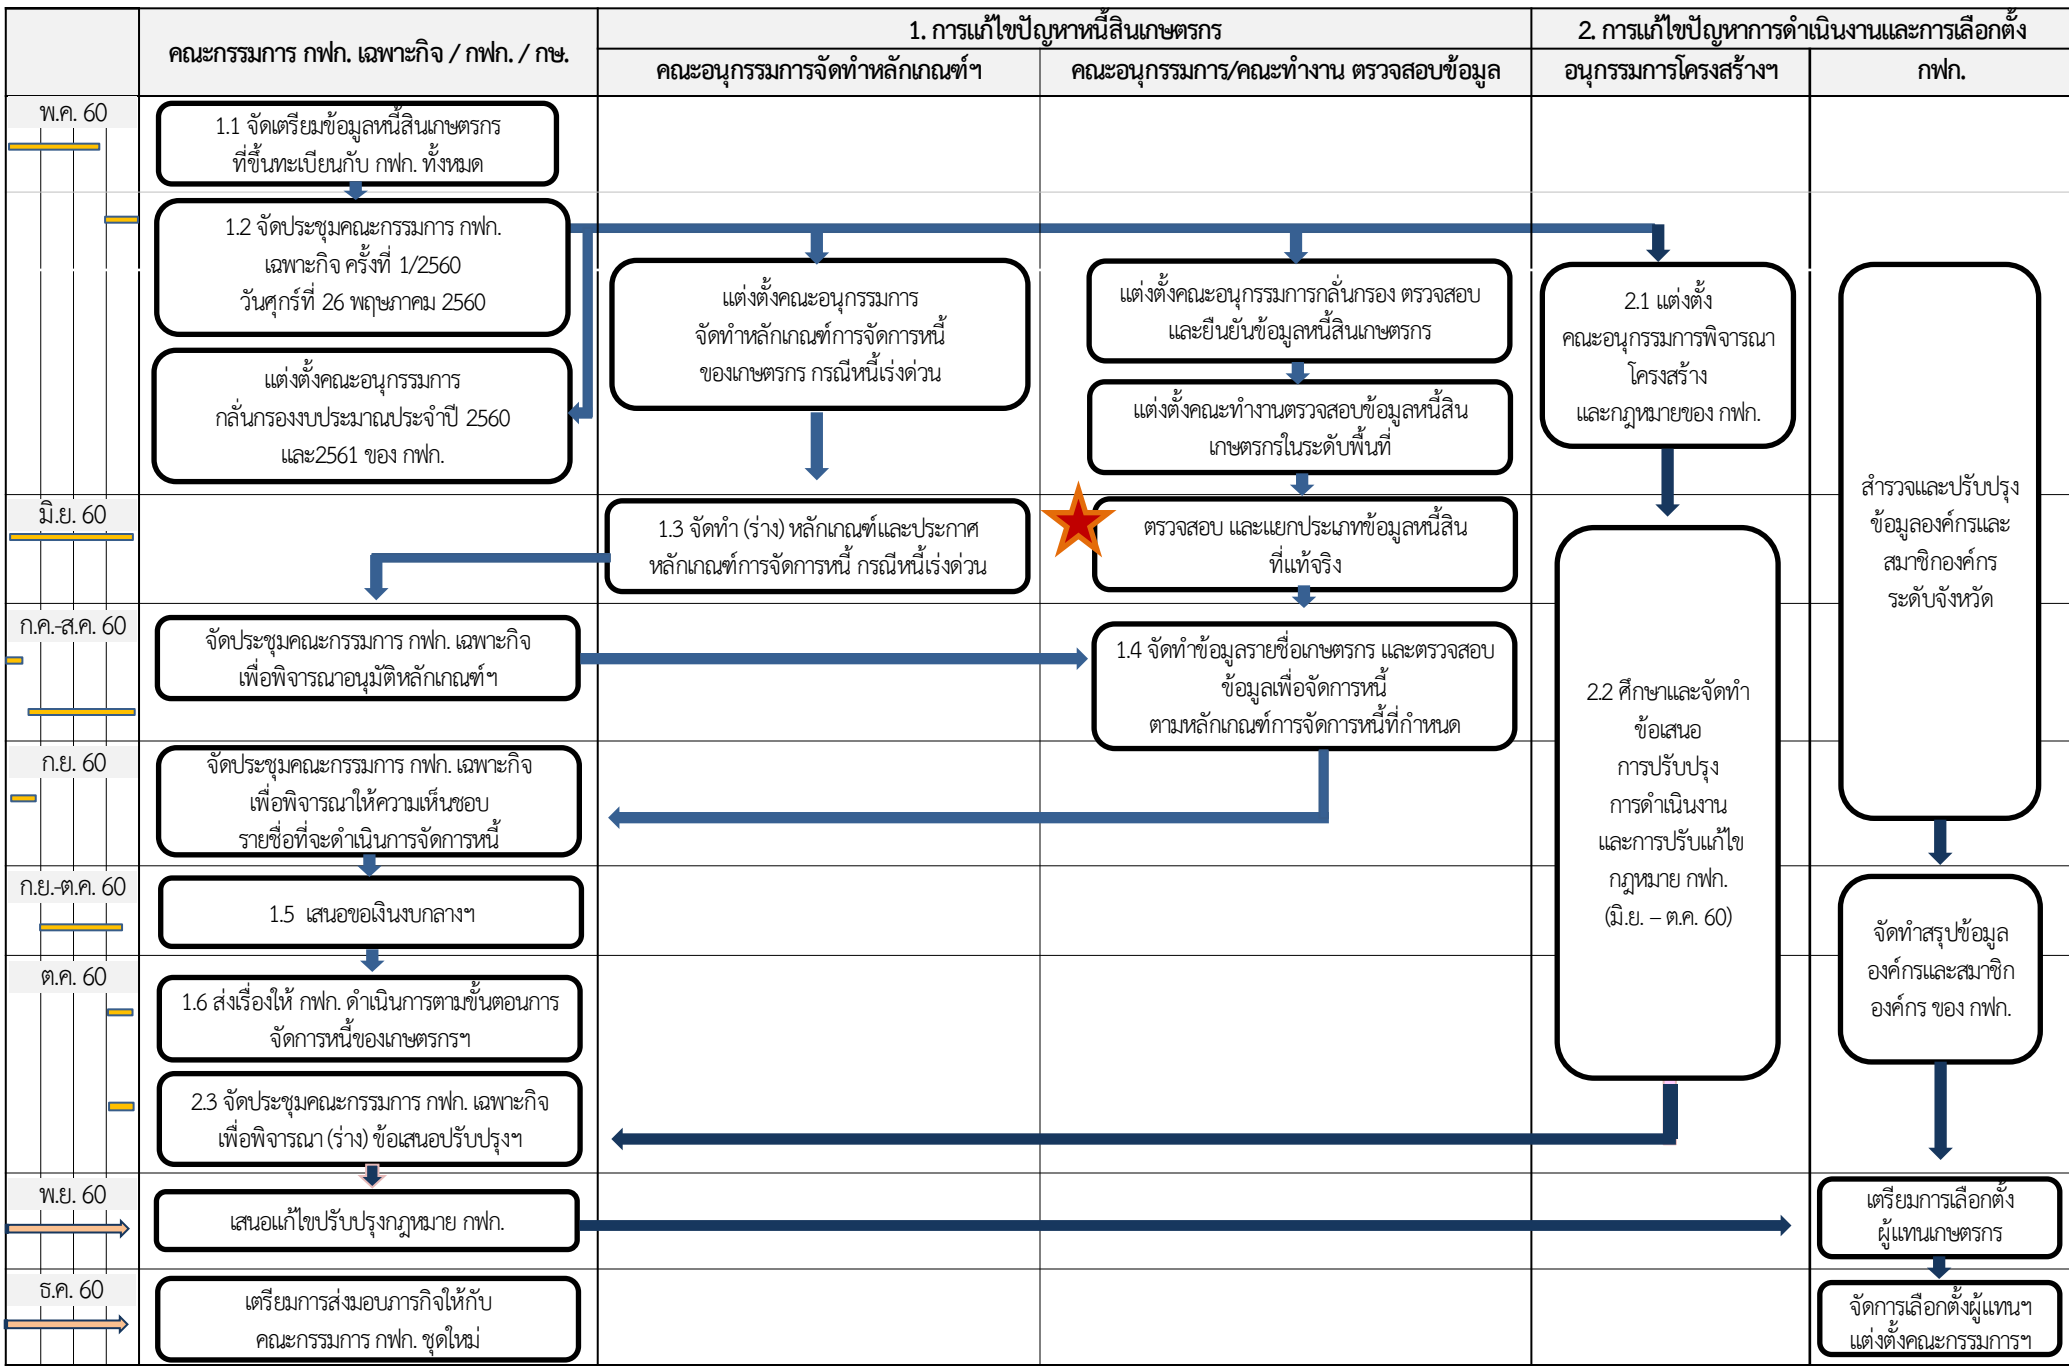 คณะกรรมการ กฟก. เฉพาะกิจ / กฟก. / กษ.
1. การแก้ไขปัญหาหนี้สินเกษตรกร
2. การแก้ไขปัญหาการดำเนินงานและการเลือกตั้ง
คณะอนุกรรมการจัดทำหลักเกณฑ์ฯ
คณะอนุกรรมการ/คณะทำงาน ตรวจสอบข้อมูล
อนุกรรมการโครงสร้างฯ
กฟก.
พ.ค. 60
1.1 จัดเตรียมข้อมูลหนี้สินเกษตรกร
ที่ขึ้นทะเบียนกับ กฟก. ทั้งหมด
1.2 จัดประชุมคณะกรรมการ กฟก.
เฉพาะกิจ ครั้งที่ 1/2560
วันศุกร์ที่ 26 พฤษภาคม 2560
แต่งตั้งคณะอนุกรรมการ
กลั่นกรองงบประมาณประจำปี 2560
และ2561 ของ กฟก.
แต่งตั้งคณะอนุกรรมการ
จัดทำหลักเกณฑ์การจัดการหนี้
ของเกษตรกร กรณีหนี้เร่งด่วน
แต่งตั้งคณะอนุกรรมการกลั่นกรอง ตรวจสอบ
และยืนยันข้อมูลหนี้สินเกษตรกร
แต่งตั้งคณะทำงานตรวจสอบข้อมูลหนี้สิน
เกษตรกรในระดับพื้นที่
2.1 แต่งตั้ง
คณะอนุกรรมการพิจารณา
โครงสร้าง
และกฎหมายของ กฟก.
สำรวจและปรับปรุง
ข้อมูลองค์กรและ
สมาชิกองค์กร
ระดับจังหวัด
มิ.ย. 60
1.3 จัดทำ (ร่าง) หลักเกณฑ์และประกาศ
หลักเกณฑ์การจัดการหนี้ กรณีหนี้เร่งด่วน
ตรวจสอบ และแยกประเภทข้อมูลหนี้สิน
ที่แท้จริง
ก.ค.-ส.ค. 60
จัดประชุมคณะกรรมการ กฟก. เฉพาะกิจ
เพื่อพิจารณาอนุมัติหลักเกณฑ์ฯ
1.4 จัดทำข้อมูลรายชื่อเกษตรกร และตรวจสอบ
ข้อมูลเพื่อจัดการหนี้
ตามหลักเกณฑ์การจัดการหนี้ที่กำหนด
2.2 ศึกษาและจัดทำ
ข้อเสนอ
การปรับปรุง
การดำเนินงาน
และการปรับแก้ไข
กฎหมาย กฟก.
(มิ.ย. – ต.ค. 60)
ก.ย. 60
จัดประชุมคณะกรรมการ กฟก. เฉพาะกิจ
เพื่อพิจารณาให้ความเห็นชอบ
รายชื่อที่จะดำเนินการจัดการหนี้
ก.ย.-ต.ค. 60
1.5 เสนอขอเงินงบกลางฯ
จัดทำสรุปข้อมูล
องค์กรและสมาชิก
องค์กร ของ กฟก.
ต.ค. 60
1.6 ส่งเรื่องให้ กฟก. ดำเนินการตามขั้นตอนการ
จัดการหนี้ของเกษตรกรฯ
2.3 จัดประชุมคณะกรรมการ กฟก. เฉพาะกิจ
เพื่อพิจารณา (ร่าง) ข้อเสนอปรับปรุงฯ
พ.ย. 60
เสนอแก้ไขปรับปรุงกฎหมาย กฟก.
เตรียมการเลือกตั้ง
ผู้แทนเกษตรกร
ธ.ค. 60
เตรียมการส่งมอบภารกิจให้กับ
คณะกรรมการ กฟก. ชุดใหม่
จัดการเลือกตั้งผู้แทนฯ
แต่งตั้งคณะกรรมการฯ